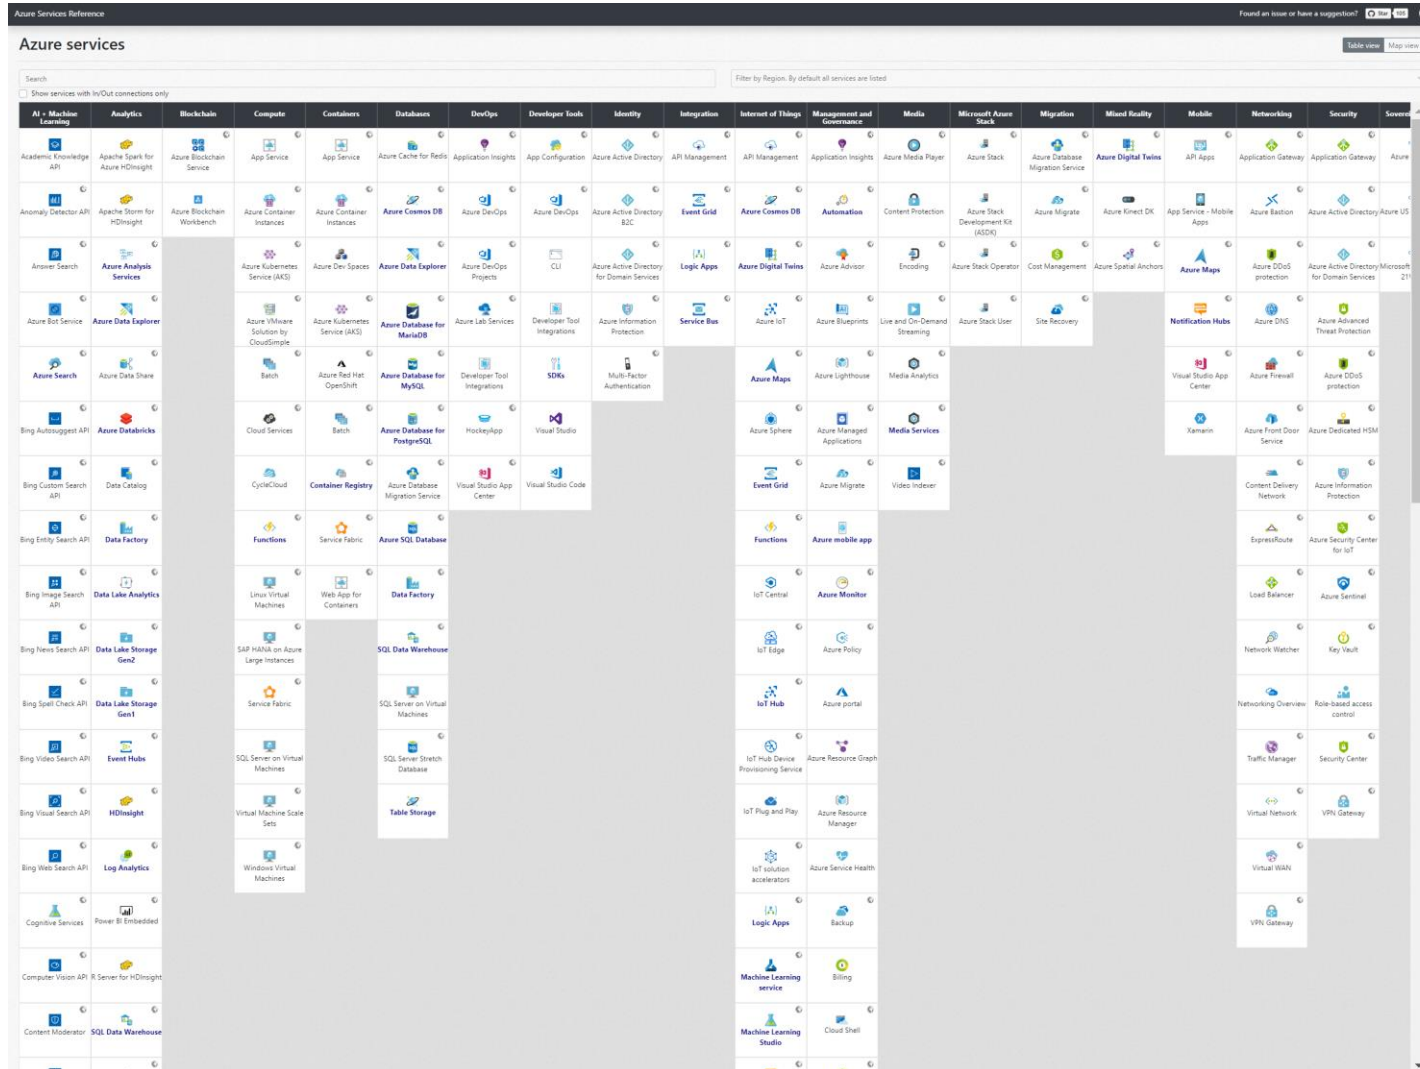 Azure Services Reference
Found an issue or have a suggestion?
Star
105
Azure services
Table view
Map view
Search
Filter by Region. By default all services are listed
Show services with In/Out connections only
AI + Machine Learning
Academic Knowledge API
Anomaly Detector API
Answer Search
Azure Bot Service
Azure Search
Bing Autosuggest API
Bing Custom Search API
Bing Entity Search API
Bing Image Search API
Bing News Search API
Bing Spell Check API
Bing Video Search API
Bing Visual Search API
Bing Web Search API
Cognitive Services
Computer Vision API
Content Moderator
Analytics
Apache Spark for Azure HDInsight
Apache Storm for HDInsight
Azure Analysis Services
Azure Data Explorer
Azure Data Share
Azure Databricks
Data Catalog
Data Factory
Data Lake Analytics
Data Lake Storage Gen2
Data Lake Storage Gen1
Event Hubs
HDInsight
Log Analytics
Power BI Embedded
R Server for HDInsight
SQL Data Warehouse
Blockchain
Azure Blockchain Service
Azure Blockchain Workbench
Compute
App Service
Azure Container Instances
Azure Kubernetes Service (AKS)
Azure VMware Solution by CloudSimple
Batch
Cloud Services
CycleCloud
Functions
Linux Virtual Machines
SAP HANA on Azure Large Instances
Service Fabric
SQL Server on Virtual Machines
Virtual Machine Scale Sets
Windows Virtual Machines
Containers
App Service
Azure Container Instances
Azure Dev Spaces
Azure Kubernetes Service (AKS)
Azure Red Hat OpenShift
Batch
Container Registry
Service Fabric
Web App for Containers
Databases
Azure Cache for Redis
Azure Cosmos DB
Azure Data Explorer
Azure Database for MariaDB
Azure Database for MySQL
Azure Database for PostgreSQL
Azure Database Migration Service
Azure SQL Database
Data Factory
SQL Data Warehouse
SQL Server on Virtual Machines
SQL Server Stretch Database
Table Storage
DevOps
Application Insights
Azure DevOps
Azure DevOps Projects
Azure Lab Services
Developer Tool Integrations
HockeyApp
Visual Studio App Center
Developer Tools
App Configuration
Azure DevOps
CLI
Developer Tool Integrations
SDKs
Visual Studio
Visual Studio Code
Identity
Azure Active Directory
Azure Active Directory B2C
Azure Active Directory for Domain Services
Azure Information Protection
Multi-Factor Authentication
Integration
API Management
Event Grid
Logic Apps
Service Bus
Internet of Things
API Management
Azure Cosmos DB
Azure Digital Twins
Azure IoT
Azure Maps
Azure Sphere
Event Grid
Functions
IoT Central
IoT Edge
IoT Hub
IoT Hub Device Provisioning Service
IoT Plug and Play
IoT solution accelerators
Logic Apps
Machine Learning service
Machine Learning Studio
Management and Governance
Application Insights
Automation
Azure Advisor
Azure Blueprints
Azure Lighthouse
Azure Managed Applications
Azure Migrate
Azure mobile app
Azure Monitor
Azure Policy
Azure portal
Azure Resource Graph
Azure Resource Manager
Azure Service Health
Backup
Billing
Cloud Shell
Media
Azure Media Player
Content Protection
Encoding
Live and On-Demand Streaming
Media Analytics
Media Services
Video Indexer
Microsoft Azure Stack
Azure Stack
Azure Stack Development Kit (ASDK)
Azure Stack Operator
Azure Stack User
Migration
Azure Database Migration Service
Azure Migrate
Cost Management
Site Recovery
Mixed Reality
Azure Digital Twins
Azure Kinect DK
Azure Spatial Anchors
Mobile
API Apps
App Service - Mobile Apps
Azure Maps
Notification Hubs
Visual Studio App Center
Xamarin
Networking
Application Gateway
Azure Bastion
Azure DDoS protection
Azure DNS
Azure Firewall
Azure Front Door Service
Content Delivery Network
ExpressRoute
Load Balancer
Network Watcher
Networking Overview
Traffic Manager
Virtual Network
Virtual WAN
VPN Gateway
Security
Application Gateway
Azure Active Directory
Azure Active Directory for Domain Services
Azure Advanced Threat Protection
Azure DDoS protection
Azure Dedicated HSM
Azure Information Protection
Azure Security Center for IoT
Azure Sentinel
Key Vault
Role-based access control
Security Center
VPN Gateway
Soverei
Azure
Azure US
Microsoft